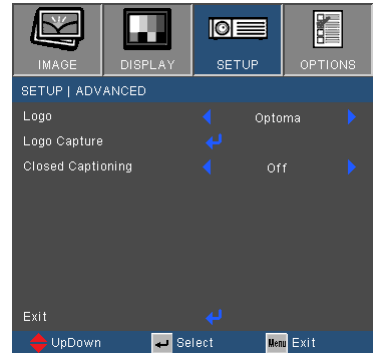 IMAGE DISPLAY SETUP OPTIONS
SETUP | ADVANCED
Logo Optoma
Logo Capture
Closed Captioning Off
Exit
UpDown Select Menu Exit